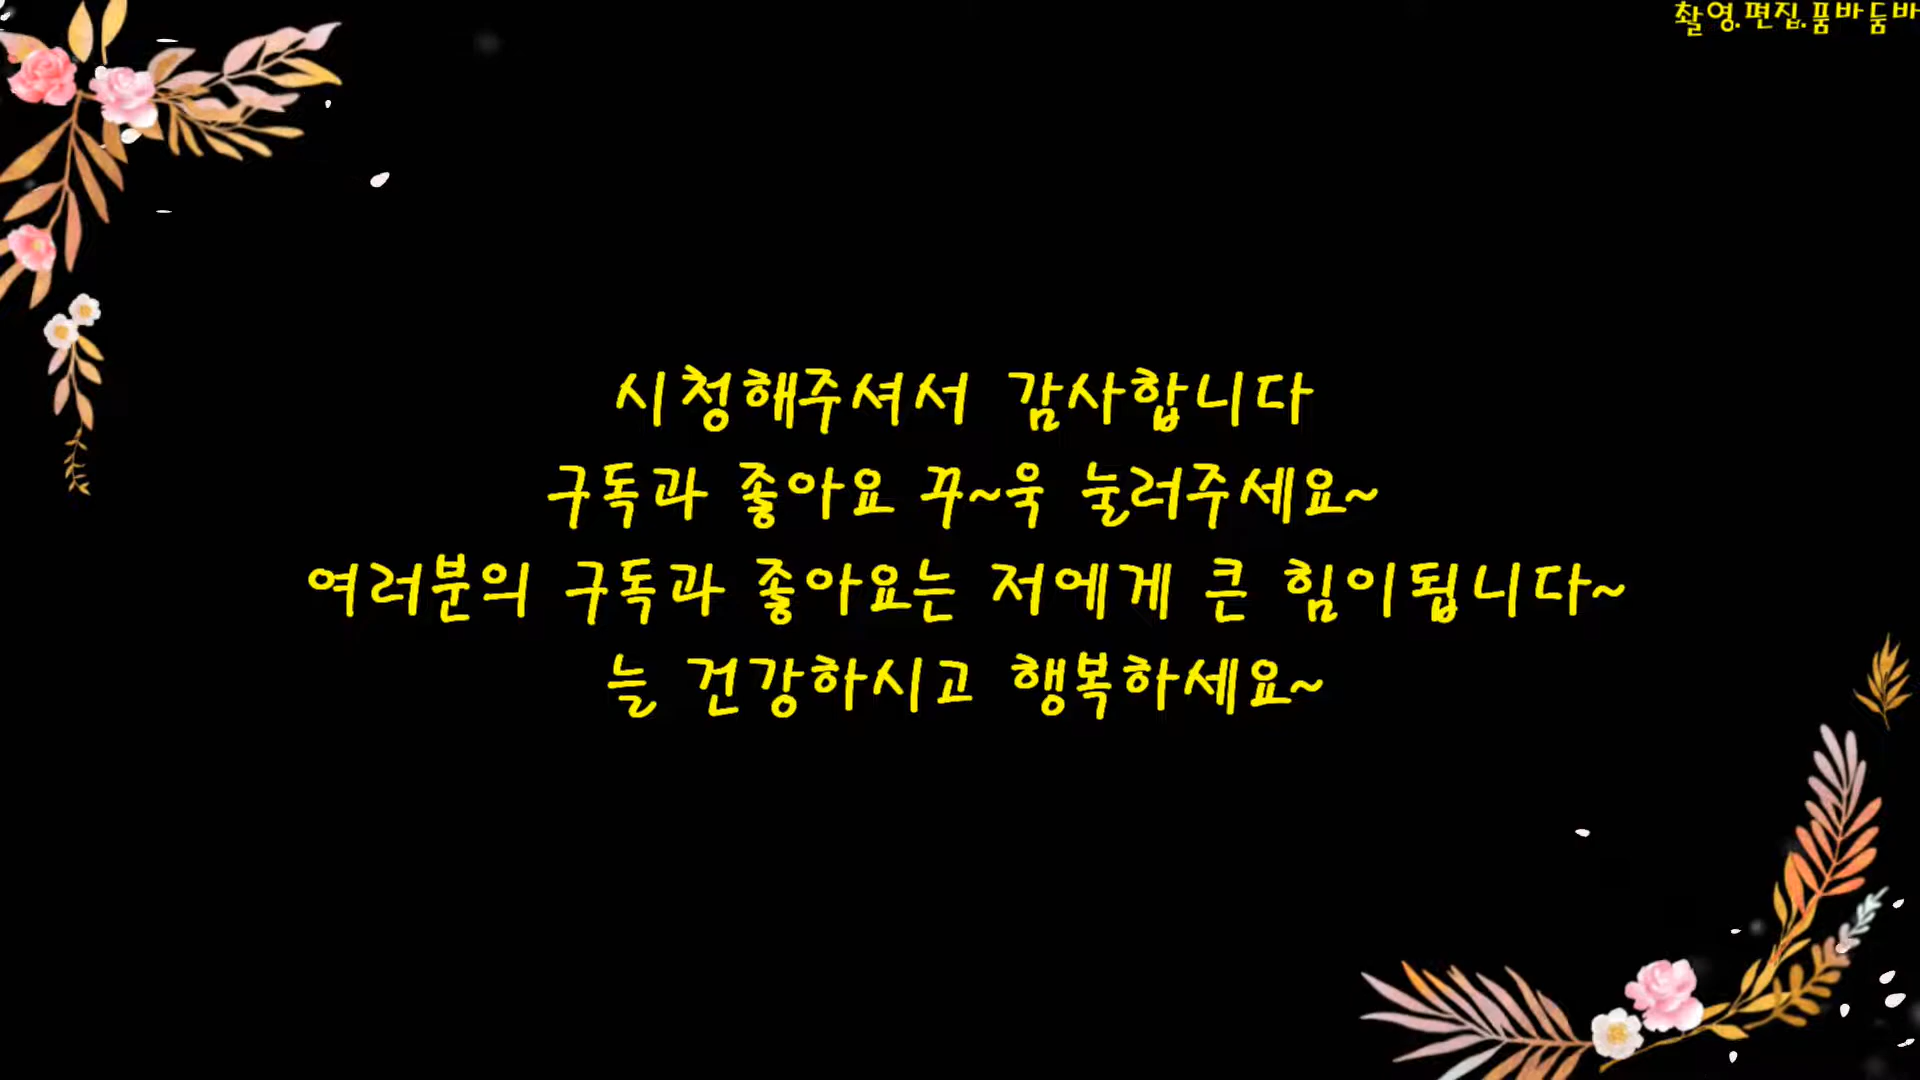 촬영.편집.품바둠바
시청해주셔서 감사합니다
구독과 좋아요 꾸~욱 눌러주세요~
여러분의 구독과 좋아요는 저에게 큰 힘이됩니다~
늘 건강하시고 행복하세요~